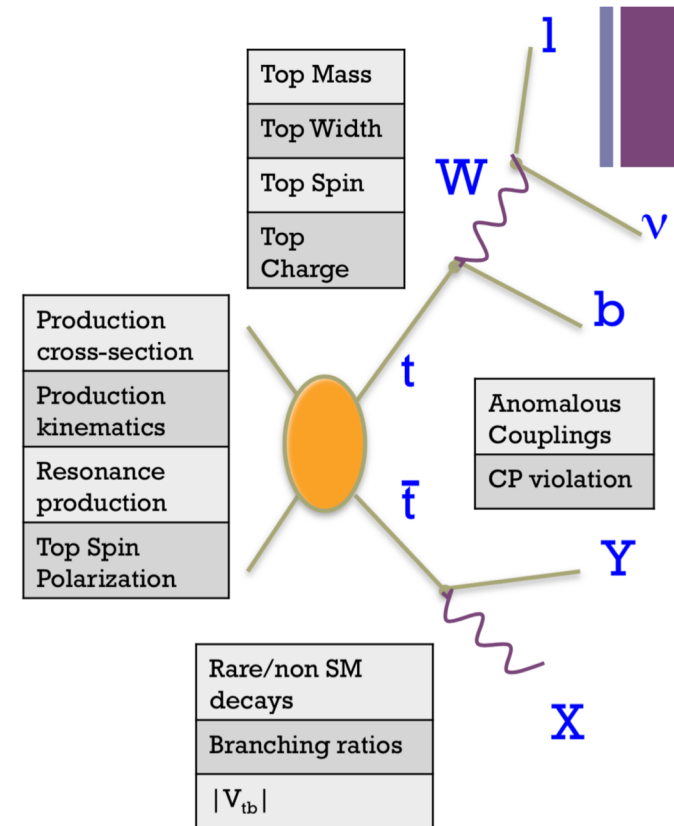 l
Top Mass
Top Width
W
Top Spin
ν
Top
Charge
b
Production
cross-section
t
Production
kinematics
Anomalous
Couplings
Resonance
production
CP violation
t̄
Top Spin
Polarization
Y
Rare/non SM
decays
X
Branching ratios
|Vtb|